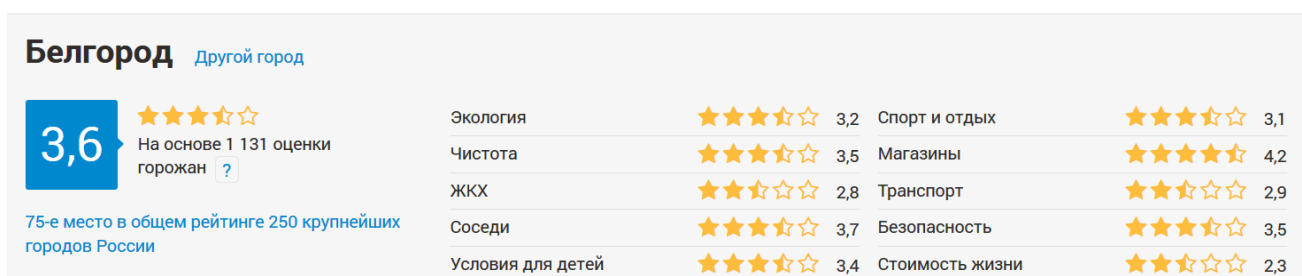 Белгород Другой город
3,6
На основе 1 131 оценки
горожан ?
75-е место в общем рейтинге 250 крупнейших
городов России
Экология 3,2
Чистота 3,5
ЖКХ 2,8
Соседи 3,7
Условия для детей 3,4
Спорт и отдых 3,1
Магазины 4,2
Транспорт 2,9
Безопасность 3,5
Стоимость жизни 2,3